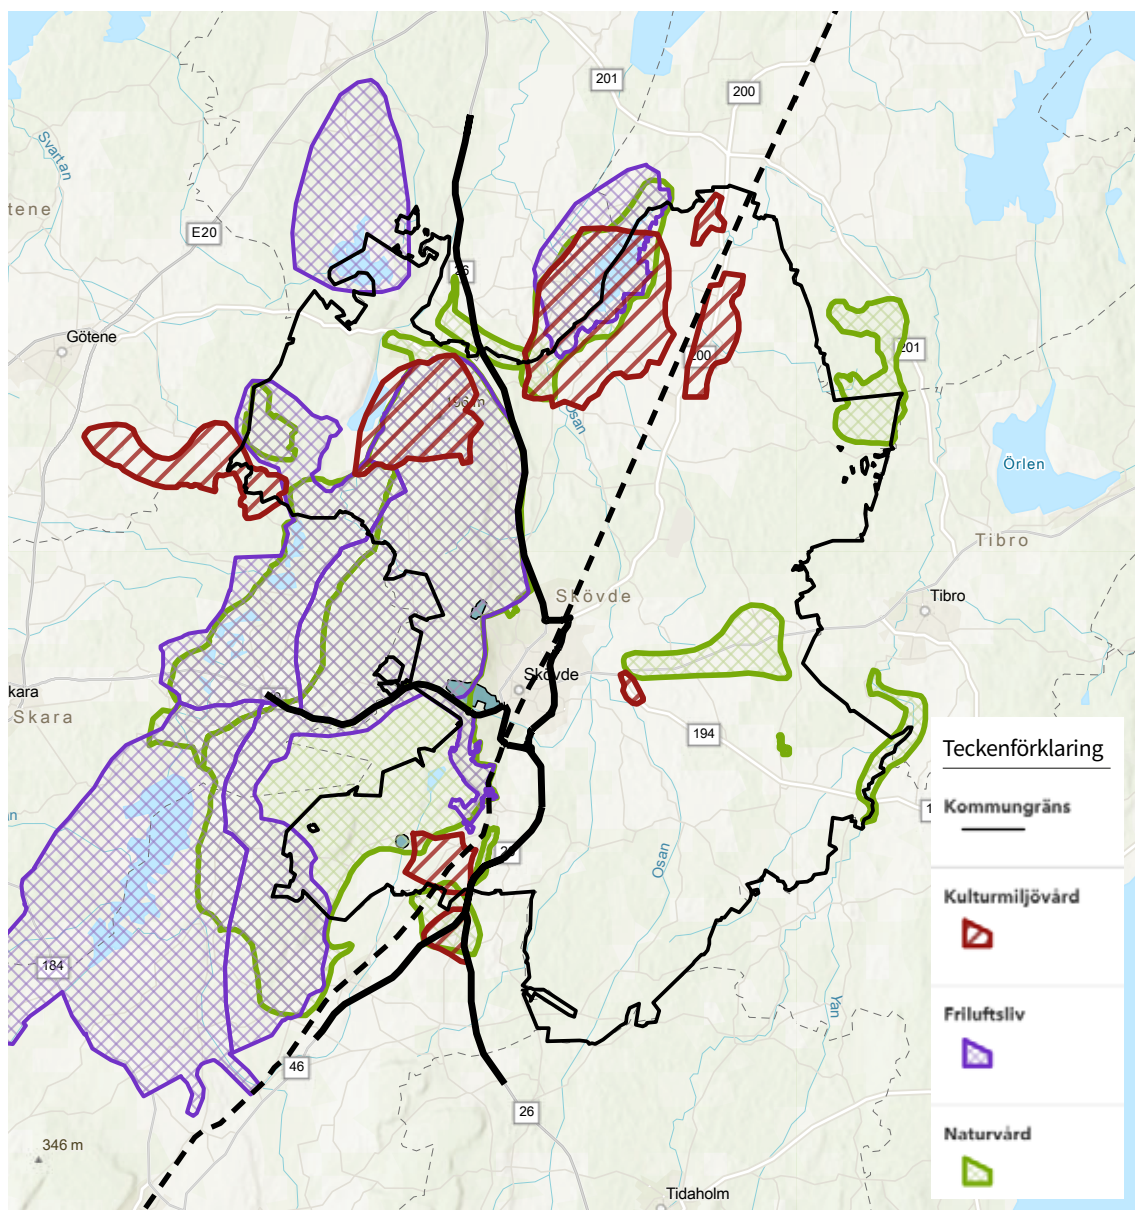 201
200
Svartan
tene
E20
26
Götene
200
201
196 m
Osan
Örlen
Tibro
Skövde
Tibro
Skövde
kara
Skara
194
Teckenförklaring
Kommungräns
Kulturmiljövård
Osan
184
Friluftsliv
Yan
46
26
Naturvård
346 m
Tidaholm